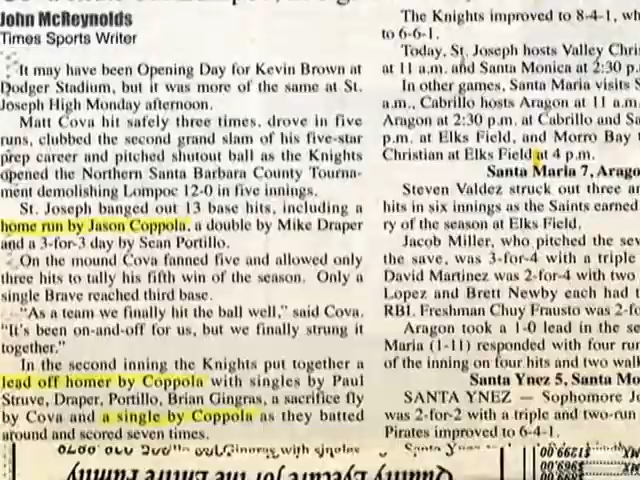 John McReynolds
Times Sports Writer
It may have been Opening Day for Kevin Brown at
Dodger Stadium, but it was more of the same at St.
Joseph High Monday afternoon.
Matt Cova hit safely three times, drove in five
runs, clubbed the second grand slam of his five-star
prep career and pitched shutout ball as the Knights
opened the Northern Santa Barbara County Tourna-
ment demolishing Lompoc 12-0 in five innings.
St. Joseph banged out 13 base hits, including a
home run by Jason Coppola, a double by Mike Draper
and a 3-for-3 day by Sean Portillo.
On the mound Cova fanned five and allowed only
three hits to tally his fifth win of the season. Only a
single Brave reached third base.
"As a team we finally hit the ball well," said Cova.
"It's been on-and-off for us, but we finally strung it
together."
In the second inning the Knights put together a
lead off homer by Coppola with singles by Paul
Struve, Draper, Portillo, Brian Gingras, a sacrifice fly
by Cova and a single by Coppola as they batted
around and scored seven times.
Quality Eyecare for the Entire Family
The Knights improved to 8-4-1, wh
to 6-6-1.
Today, St. Joseph hosts Valley Chri
at 11 a.m. and Santa Monica at 2:30 p.
In other games, Santa Maria visits S
a.m., Cabrillo hosts Aragon at 11 a.m
Aragon at 2:30 p.m. at Cabrillo and Sa
p.m. at Elks Field, and Morro Bay
Christian at Elks Field at 4 p.m.
Santa Maria 7, Arago
Steven Valdez struck out three an
hits in six innings as the Saints earned
ry of the season at Elks Field.
Jacob Miller, who pitched the sev
the save, was 3-for-4 with a triple
David Martinez was 2-for-4 with two
Lopez and Brett Newby each had t
RBI. Freshman Chuy Frausto was 2-fo
Aragon took a 1-0 lead in the se
Maria (1-11) responded with four run
of the inning on four hits and two walk
Santa Ynez 5, Santa Mo
SANTA YNEZ — Sophomore Jo
was 2-for-2 with a triple and two-run
Pirates improved to 6-4-1.